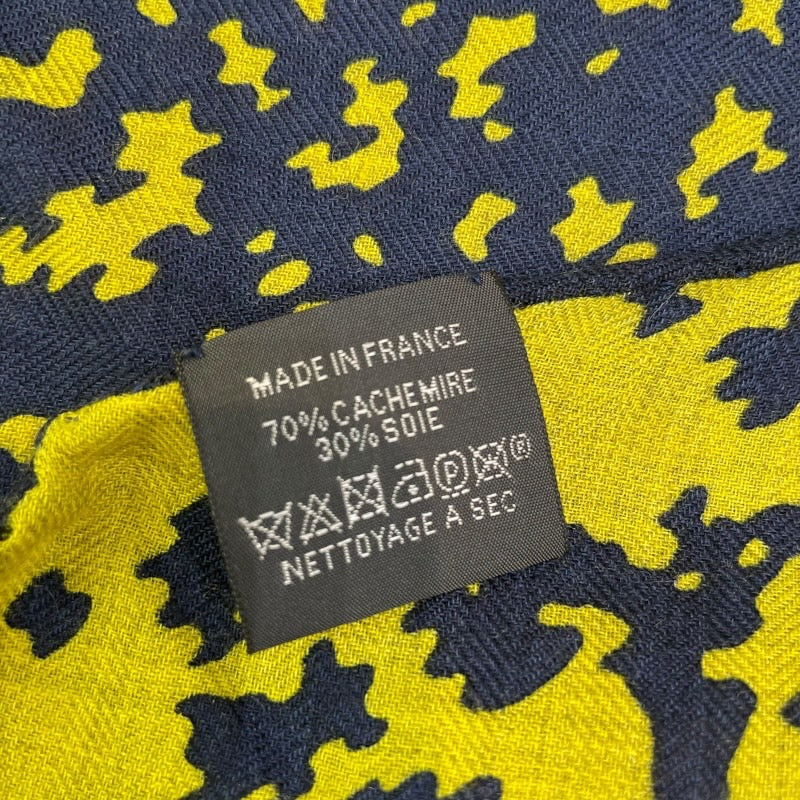 MADE IN FRANCE
70% CACHEMIRE
30% SOIE
P ®
NETTOYAGE A SEC